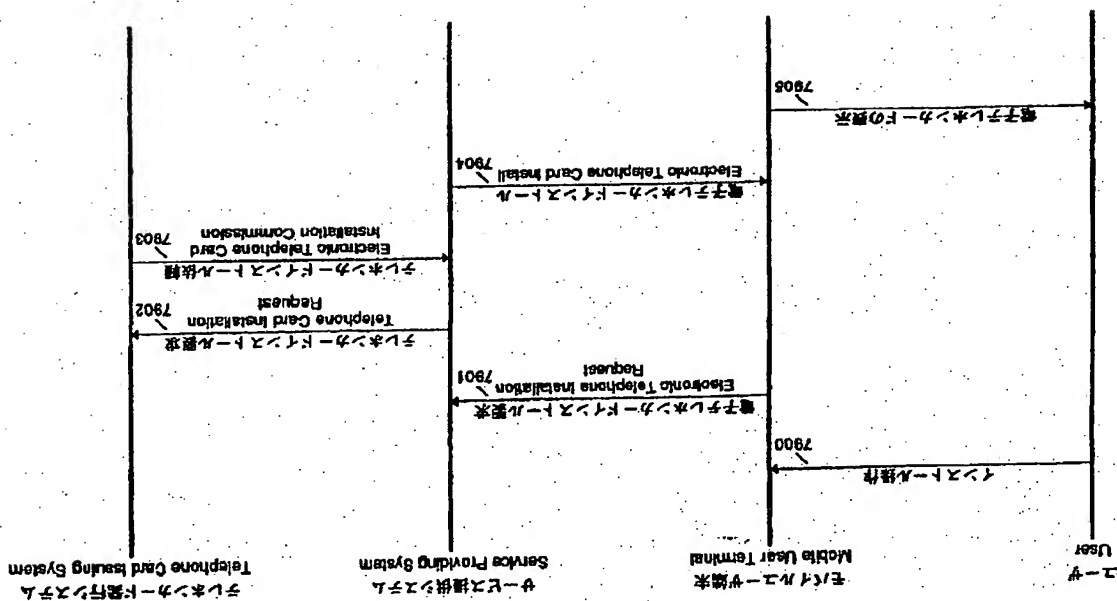 ユーザ
User
モバイルユーザ端末
Mobile User Terminal
サービス提供システム
Service Providing System
テレホンカード発行システム
Telephone Card Issuing System
インストール操作
7900
電子テレホンカードインストール要求
Electronic Telephone Installation
Request
7901
テレホンカードインストール要求
Telephone Card Installation
Request
7902
テレホンカードインストール依頼
Electronic Telephone Card
Installation Commission
7903
電子テレホンカードインストール
Electronic Telephone Card Install
7904
電子テレホンカードの表示
7905